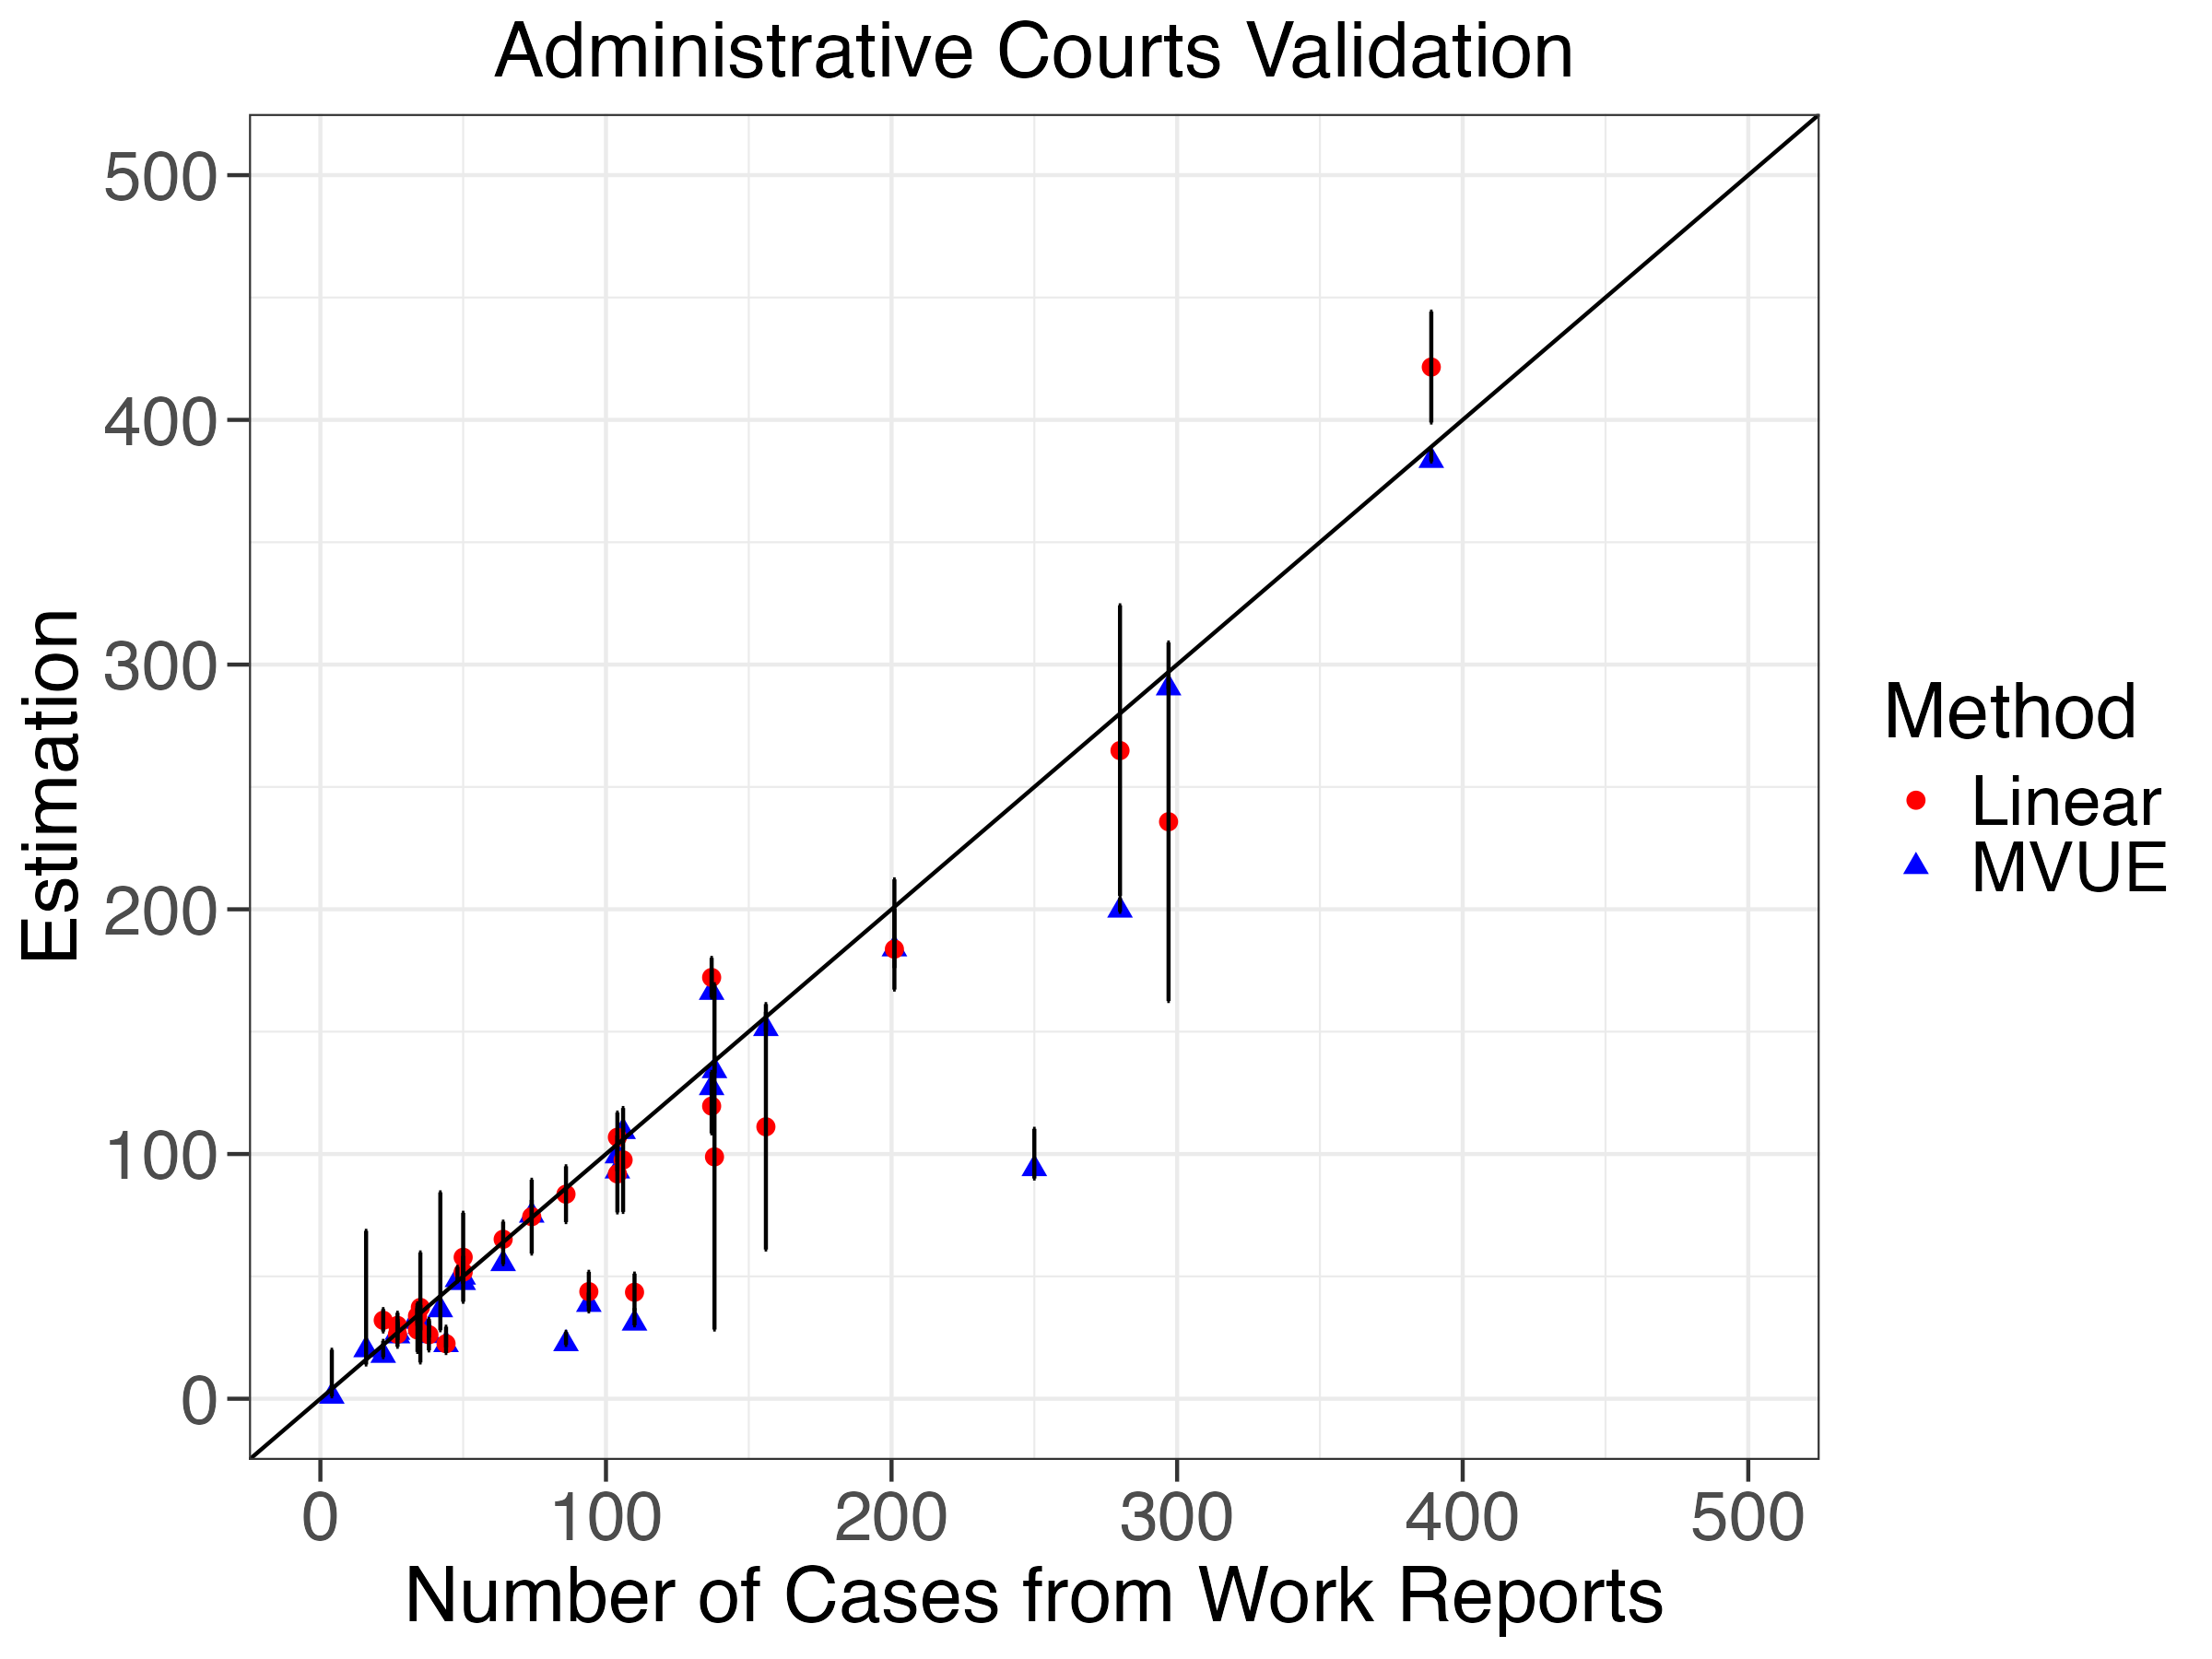 Administrative Courts Validation
Estimation
500
400
300
200
100
0
0 100 200 300 400 500
Number of Cases from Work Reports
Method
Linear
MVUE